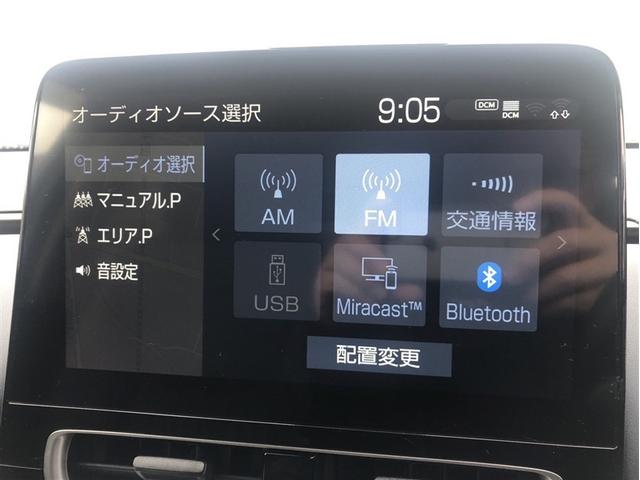 オーディオソース選択 9:05 DCM DCM
オーディオ選択
マニュアル.P
エリア.P
音設定
AM FM 交通情報
USB Miracast™ Bluetooth
配置変更